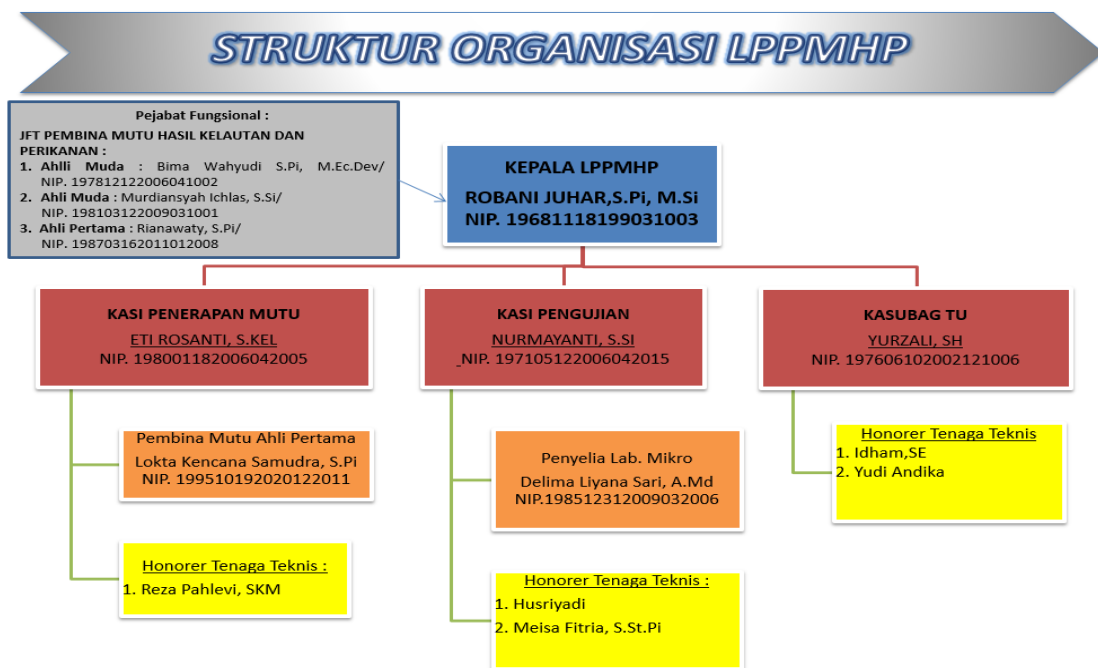 STRUKTUR ORGANISASI LPPMHP
Pejabat Fungsional :
JFT PEMBINA MUTU HASIL KELAUTAN DAN
PERIKANAN :
1. Ahlli Muda : Bima Wahyudi S.Pi, M.Ec.Dev/
NIP. 197812122006041002
2. Ahli Muda : Murdiansyah Ichlas, S.Si/
NIP. 198103122009031001
3. Ahli Pertama : Rianawaty, S.Pi/
NIP. 198703162011012008
KEPALA LPPMHP
ROBANI JUHAR,S.Pi, M.Si
NIP. 19681118199031003
KASI PENERAPAN MUTU
ETI ROSANTI, S.KEL
NIP. 198001182006042005
KASI PENGUJIAN
NURMAYANTI, S.SI
NIP. 197105122006042015
KASUBAG TU
YURZALI, SH
NIP. 197606102002121006
Pembina Mutu Ahli Pertama
Lokta Kencana Samudra, S.Pi
NIP. 199510192020122011
Penyelia Lab. Mikro
Delima Liyana Sari, A.Md
NIP.198512312009032006
Honorer Tenaga Teknis
1. Idham,SE
2. Yudi Andika
Honorer Tenaga Teknis :
1. Reza Pahlevi, SKM
Honorer Tenaga Teknis :
1. Husriyadi
2. Meisa Fitria, S.St.Pi